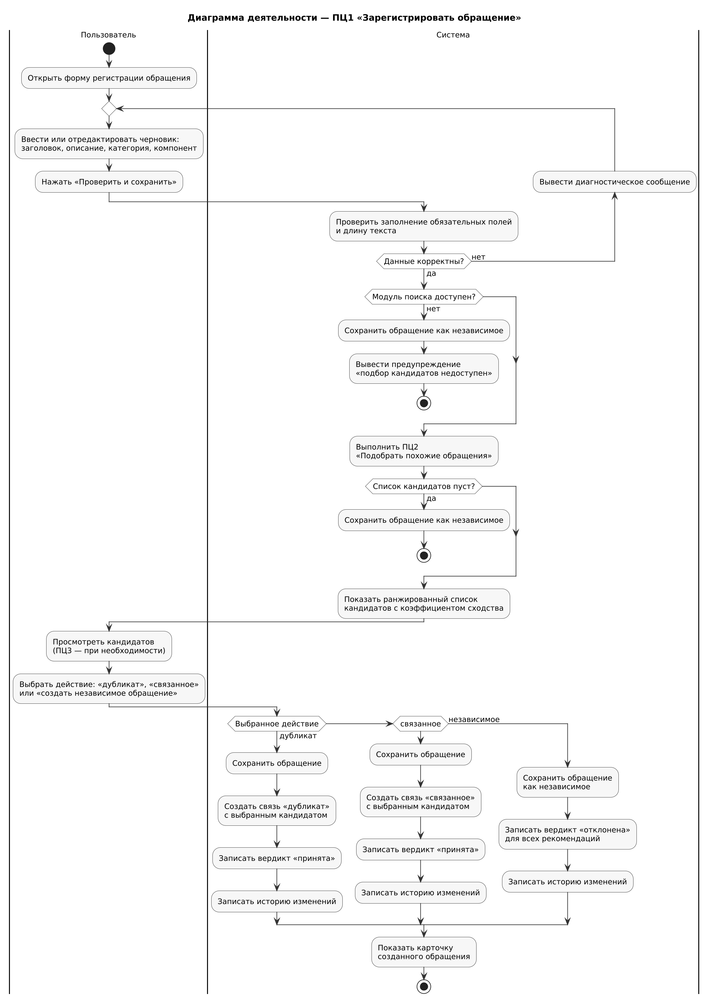 Диаграмма деятельности — ПЦ1 «Зарегистрировать обращение»
Пользователь
Система
Открыть форму регистрации обращения
Ввести или отредактировать черновик:
заголовок, описание, категория, компонент
Нажать «Проверить и сохранить»
Вывести диагностическое сообщение
Проверить заполнение обязательных полей
и длину текста
Данные корректны?
нет
да
Модуль поиска доступен?
нет
Сохранить обращение как независимое
Вывести предупреждение
«подбор кандидатов недоступен»
Выполнить ПЦ2
«Подобрать похожие обращения»
Список кандидатов пуст?
да
Сохранить обращение как независимое
Показать ранжированный список
кандидатов с коэффициентом сходства
Просмотреть кандидатов
(ПЦ3 — при необходимости)
Выбрать действие: «дубликат», «связанное»
или «создать независимое обращение»
Выбранное действие
дубликат
связанное
независимое
Сохранить обращение
Создать связь «дубликат»
с выбранным кандидатом
Записать вердикт «принята»
Записать историю изменений
Сохранить обращение
Создать связь «связанное»
с выбранным кандидатом
Записать вердикт «принята»
Записать историю изменений
Сохранить обращение
как независимое
Записать вердикт «отклонена»
для всех рекомендаций
Записать историю изменений
Показать карточку
созданного обращения